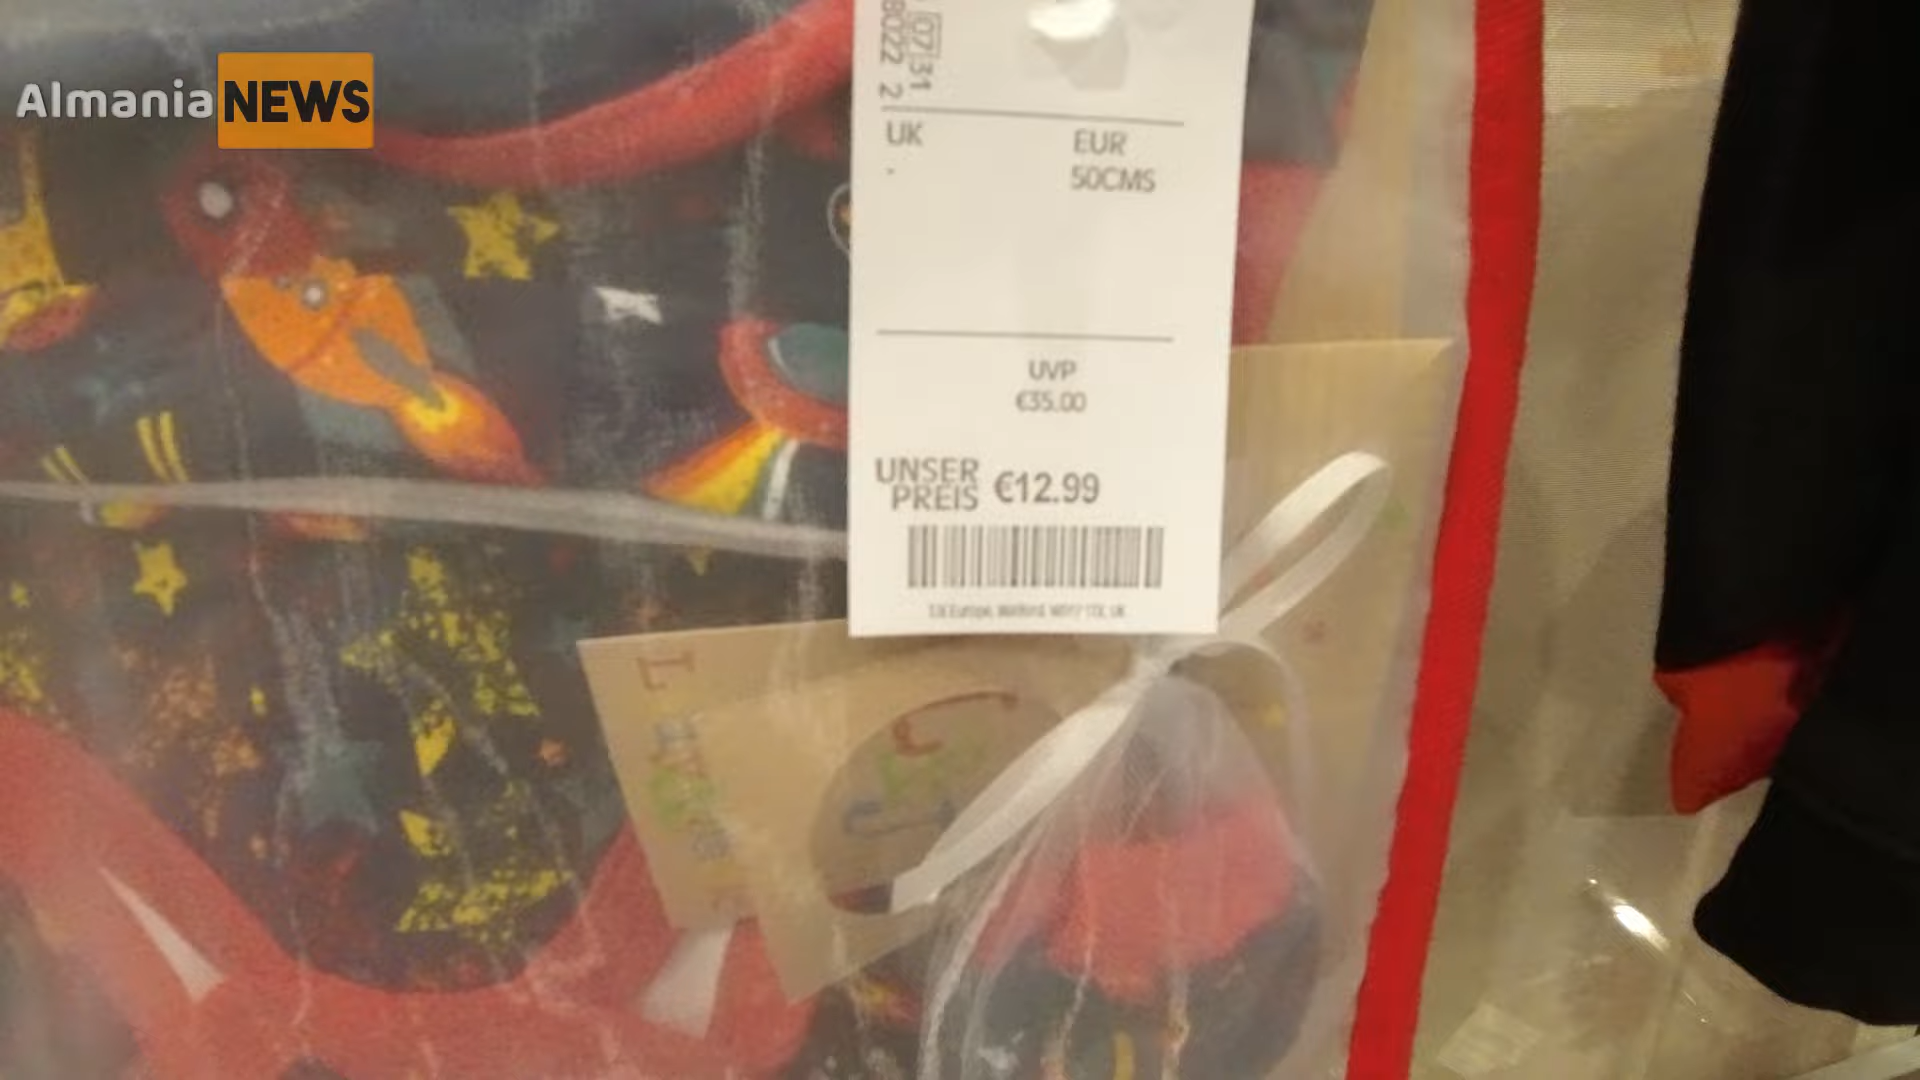 Almania NEWS
07 31
8022 2
UK
EUR
50CMS
UVP
€35.00
UNSER
PREIS €12.99